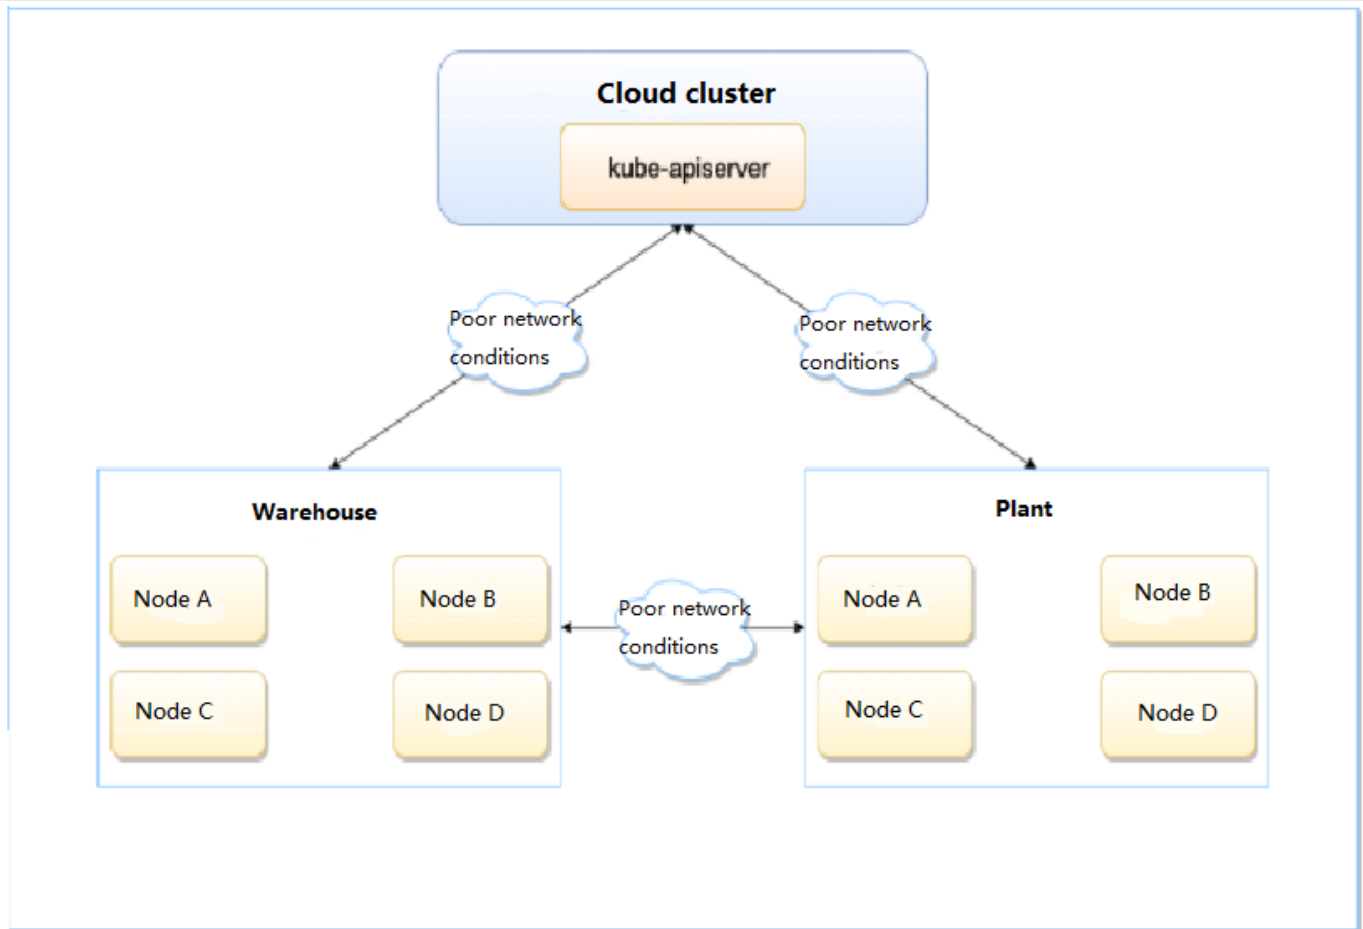 Cloud cluster
kube-apiserver
Poor network
conditions
Poor network
conditions
Warehouse
Node A
Node B
Node C
Node D
Poor network
conditions
Plant
Node A
Node B
Node C
Node D